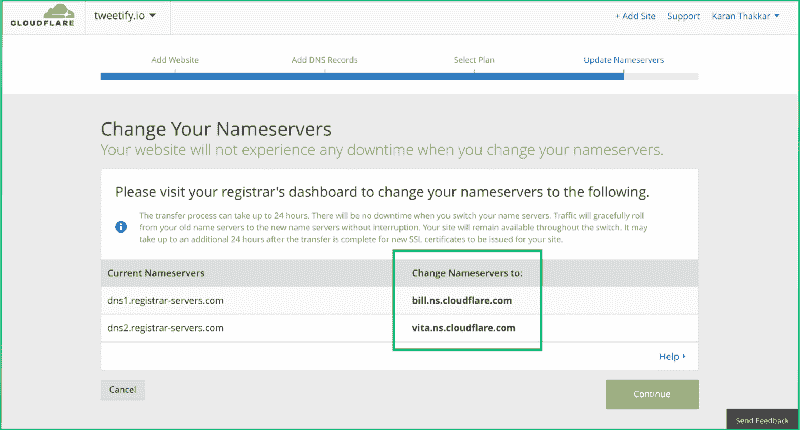 CLOUDFLARE
tweetify.io
+ Add Site Support Karan Thakkar
Add Website Add DNS Records Select Plan Update Nameservers
Change Your Nameservers
Your website will not experience any downtime when you change your nameservers.
Please visit your registrar's dashboard to change your nameservers to the following.
The transfer process can take up to 24 hours. There will be no downtime when you switch your name servers. Traffic will gracefully roll
from your old name servers to the new name servers without interruption. Your site will remain available throughout the switch. It may
take up to an additional 24 hours after the transfer is complete for new SSL certificates to be issued for your site.
Current Nameservers Change Nameservers to:
dns1.registrar-servers.com bill.ns.cloudflare.com
dns2.registrar-servers.com vita.ns.cloudflare.com
Help
Cancel Continue
Send Feedback